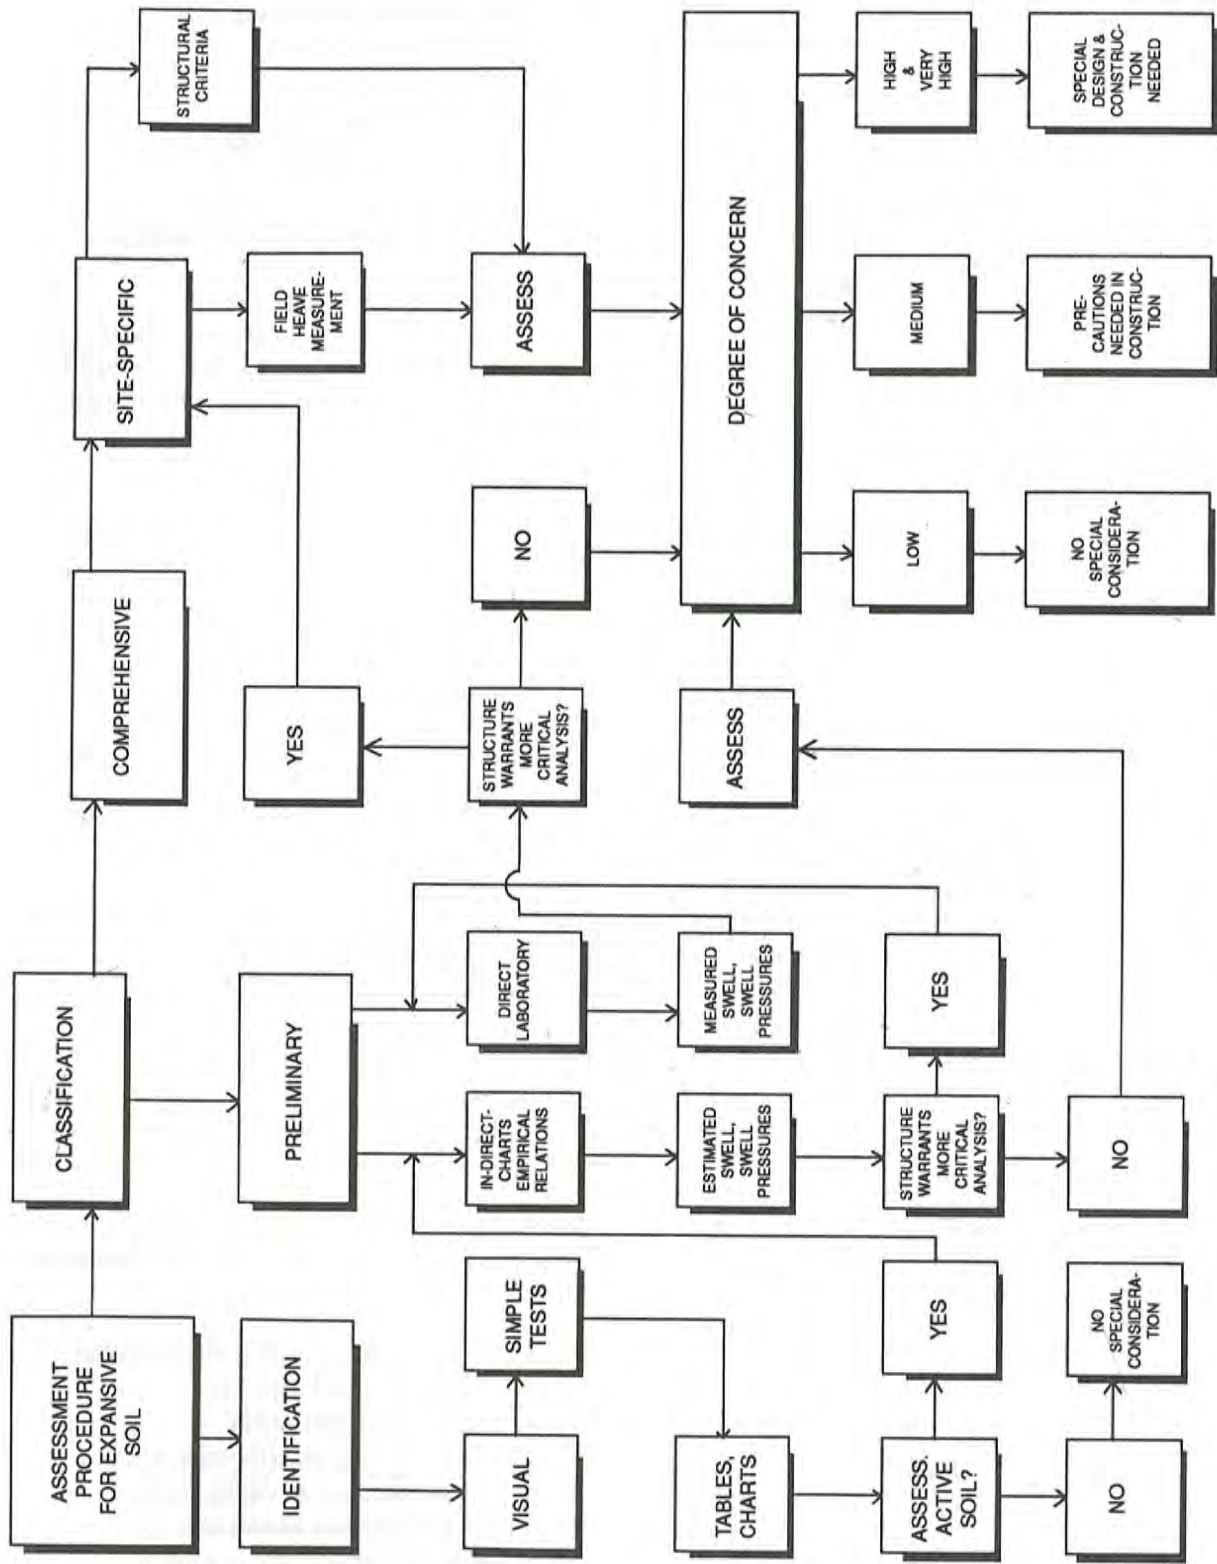 ASSESSMENT
PROCEDURE
FOR EXPANSIVE
SOIL
CLASSIFICATION
COMPREHENSIVE
SITE-SPECIFIC
STRUCTURAL
CRITERIA
IDENTIFICATION
PRELIMINARY
YES
FIELD
HEAVE
MEASURE-
MENT
VISUAL
SIMPLE
TESTS
IN-DIRECT-
CHARTS
EMPIRICAL
RELATIONS
DIRECT
LABORATORY
STRUCTURE
WARRANTS
MORE
CRITICAL
ANALYSIS?
NO
ASSESS
TABLES,
CHARTS
ESTIMATED
SWELL,
SWELL
PRESSURES
MEASURED
SWELL,
SWELL
PRESSURES
ASSESS
DEGREE OF CONCERN
ASSESS.
ACTIVE
SOIL?
YES
STRUCTURE
WARRANTS
MORE
CRITICAL
ANALYSIS?
YES
LOW
MEDIUM
HIGH
&
VERY
HIGH
NO
NO
SPECIAL
CONSIDERA-
TION
NO
NO
SPECIAL
CONSIDERA-
TION
PRE-
CAUTIONS
NEEDED IN
CONSTRUC-
TION
SPECIAL
DESIGN &
CONSTRUC-
TION
NEEDED